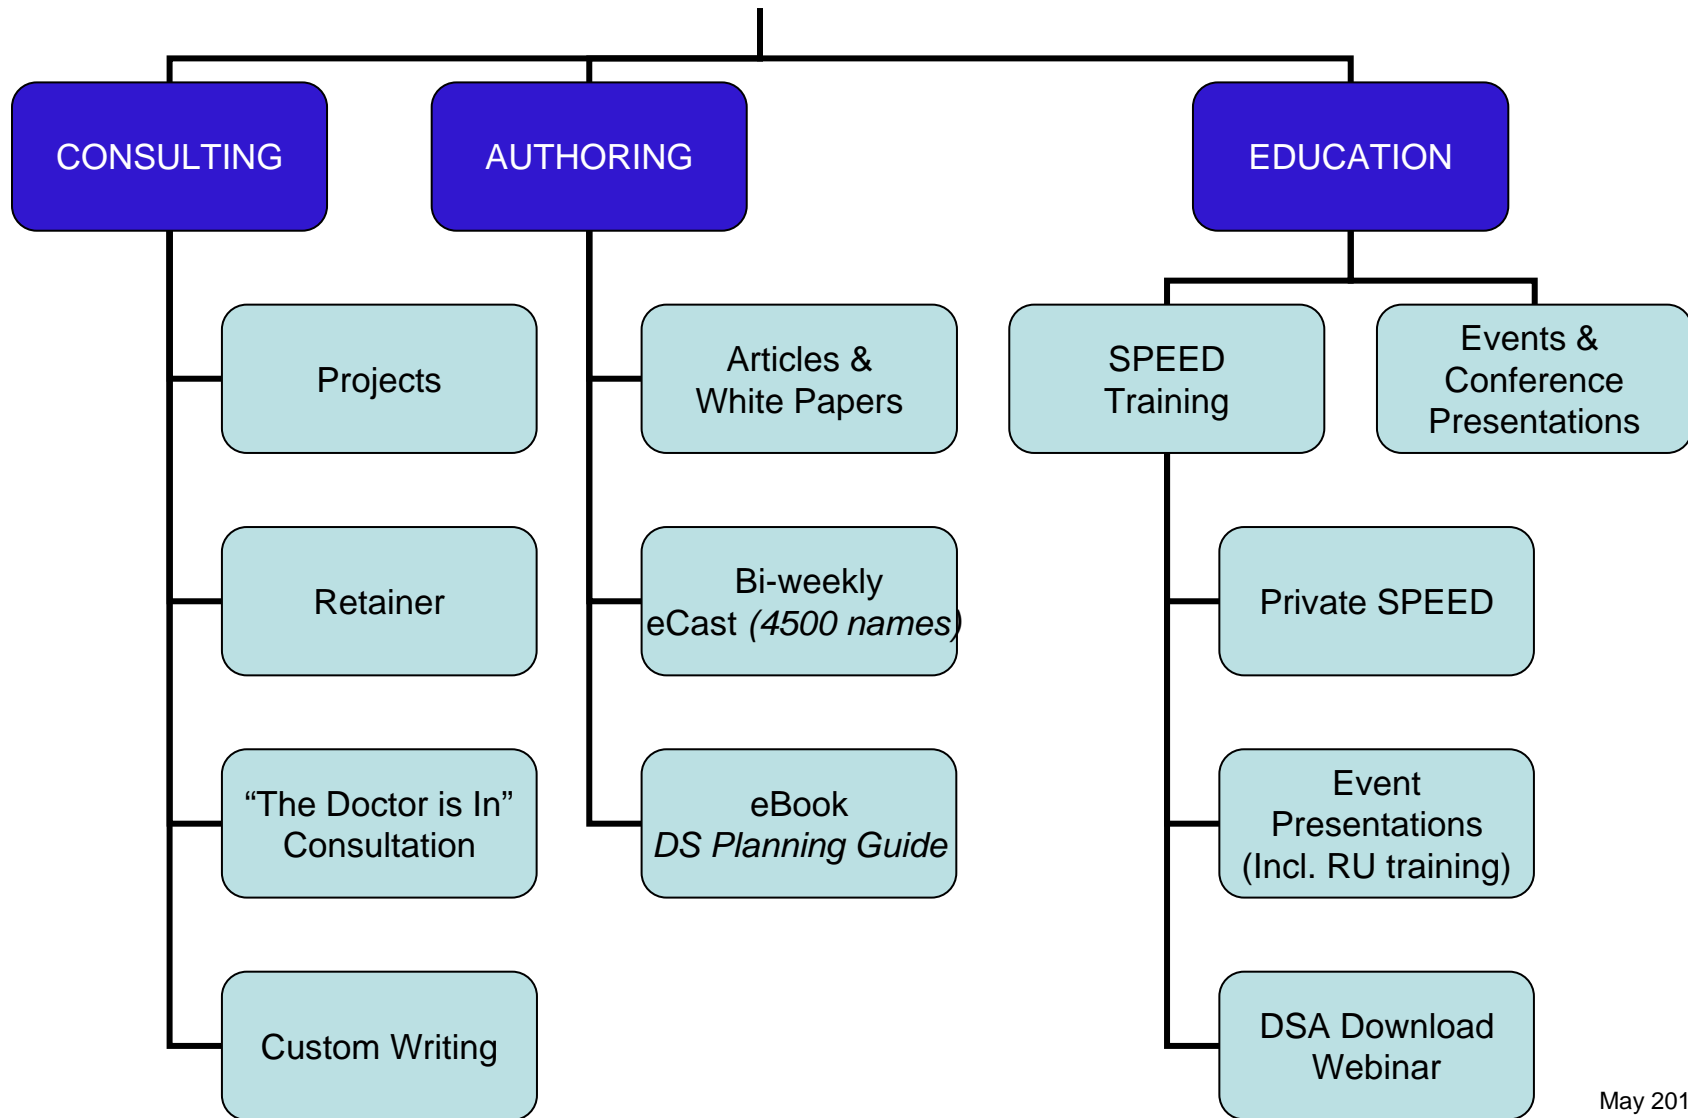 CONSULTING
AUTHORING
EDUCATION
Projects
Retainer
“The Doctor is In”
Consultation
Custom Writing
Articles &
White Papers
Bi-weekly
eCast (4500 names)
eBook
DS Planning Guide
SPEED
Training
Events &
Conference
Presentations
Private SPEED
Event
Presentations
(Incl. RU training)
DSA Download
Webinar
May 201